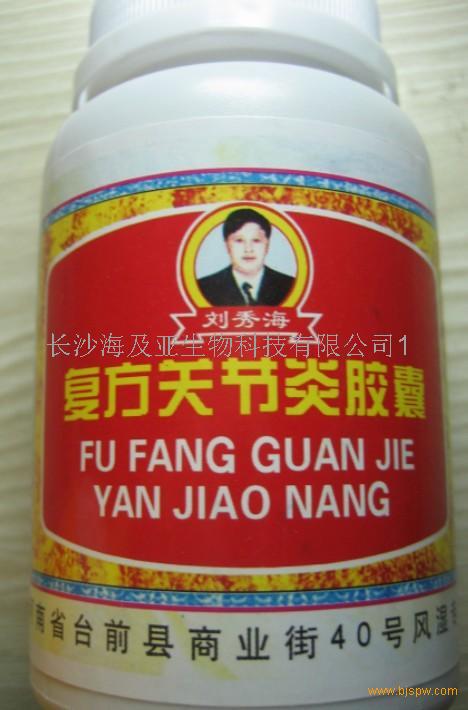 刘秀海
长沙海及亚生物科技有限公司1
复方关节炎胶囊
FU FANG GUAN JIE
YAN JIAO NANG
南省台前县商业街40号风湿
www.bjspw.com